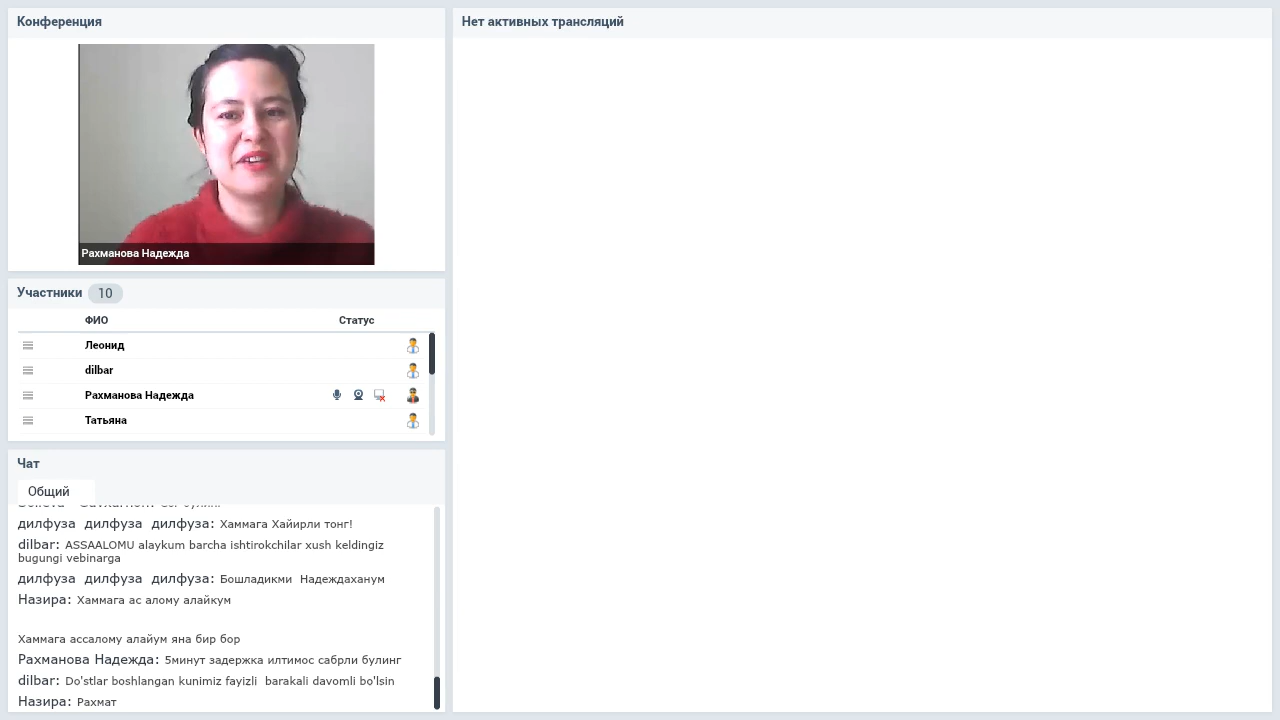 Конференция
Рахманова Надежда
Участники 10
ФИО Статус
Леонид
dilbar
Рахманова Надежда
Татьяна
Чат
Общий
дилфуза дилфуза дилфуза: Хаммага Хайирли тонг!
dilbar: ASSAALOMU alaykum barcha ishtirokchilar xush keldingiz
bugungi vebinarga
дилфуза дилфуза дилфуза: Бошладикми Надеждаханум
Назира: Хаммага ас алому алайкум
Хаммага ассалому алайум яна бир бор
Рахманова Надежда: 5минут задержка илтимос сабрли булинг
dilbar: Do'stlar boshlangan kunimiz fayizli barakali davomli bo'lsin
Назира: Рахмат
Нет активных трансляций